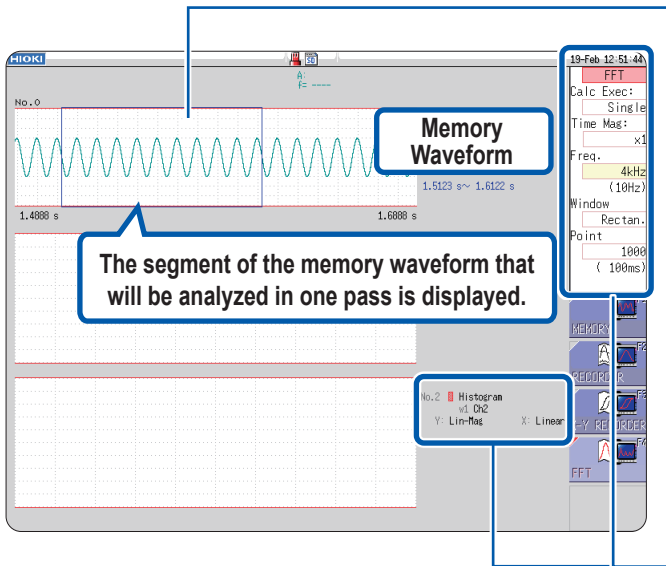 HIOKI
SD
19-Feb 12:51:44
A:
f= ----
No.0
Memory
Waveform
1.5123 s~ 1.6122 s
1.4888 s
1.6888 s
The segment of the memory waveform that
will be analyzed in one pass is displayed.
FFT
Calc Exec:
Single
Time Mag:
x1
Freq.
4kHz
(10Hz)
Window
Rectan.
Point
1000
( 100ms)
MEMORY
F2
RECORDER
No.2 Histogram
w1 Ch2
Y: Lin-Mag X: Linear
X-Y RECORDER
F4
FFT